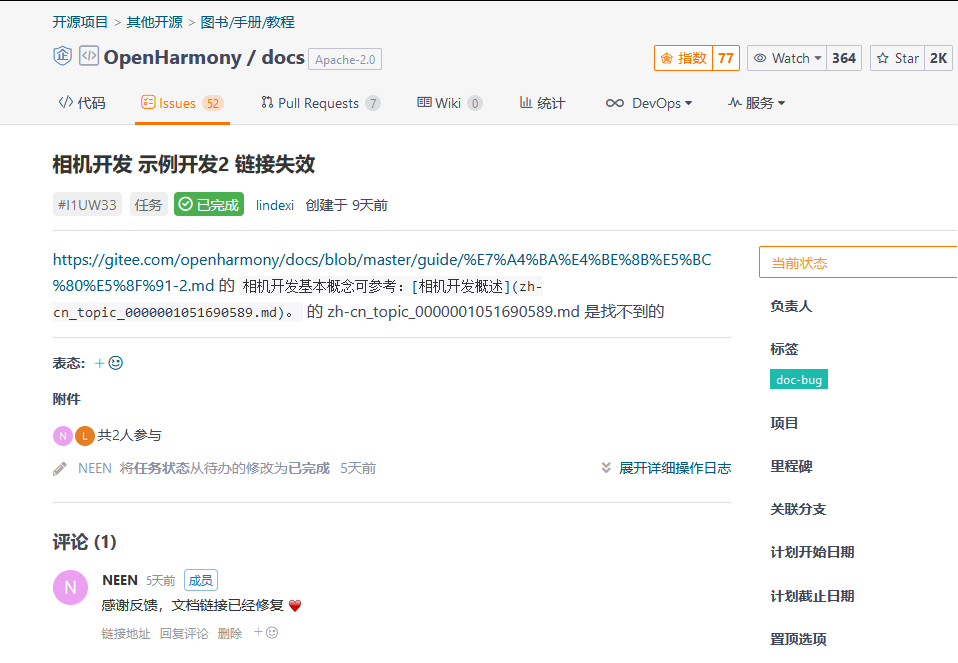 开源项目 > 其他开源 > 图书/手册/教程
OpenHarmony / docs Apache-2.0
指数 77 Watch 364 Star 2K
代码 Issues 52 Pull Requests 7 Wiki 0 统计 DevOps 服务
相机开发 示例开发2 链接失效
#I1UW33 任务 已完成 lindexi 创建于 9天前
https://gitee.com/openharmony/docs/blob/master/guide/%E7%A4%BA%E4%BE%8B%E5%BC
%80%E5%8F%91-2.md 的 相机开发基本概念可参考：[相机开发概述](zh-
cn_topic_0000001051690589.md)。 的 zh-cn_topic_0000001051690589.md 是找不到的
表态:
附件
N L 共2人参与
NEEN 将任务状态从待办的修改为已完成 5天前 展开详细操作日志
评论 (1)
N NEEN 5天前 成员
感谢反馈，文档链接已经修复
链接地址 回复评论 删除
当前状态
负责人
标签
doc-bug
项目
里程碑
关联分支
计划开始日期
计划截止日期
置顶选项